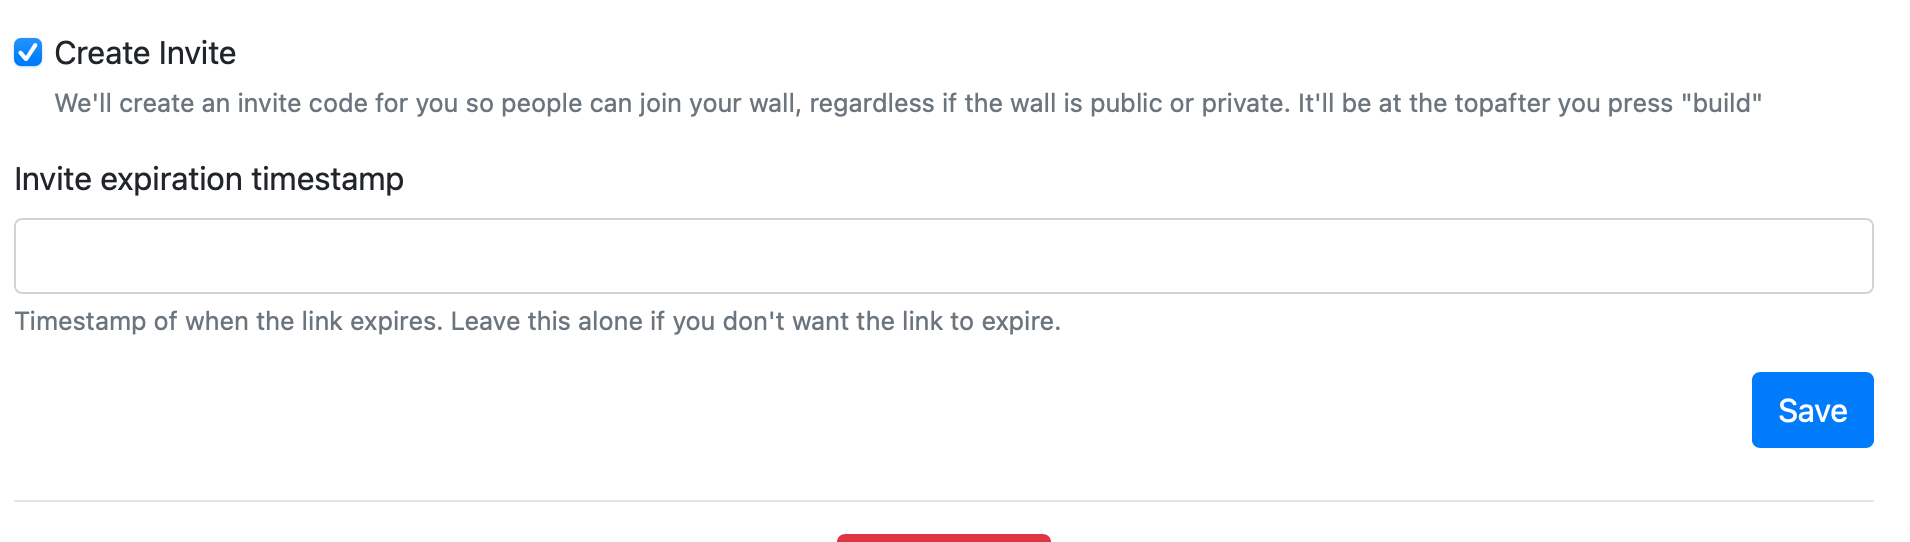 Create Invite
We'll create an invite code for you so people can join your wall, regardless if the wall is public or private. It'll be at the topafter you press "build"
Invite expiration timestamp
Timestamp of when the link expires. Leave this alone if you don't want the link to expire.
Save